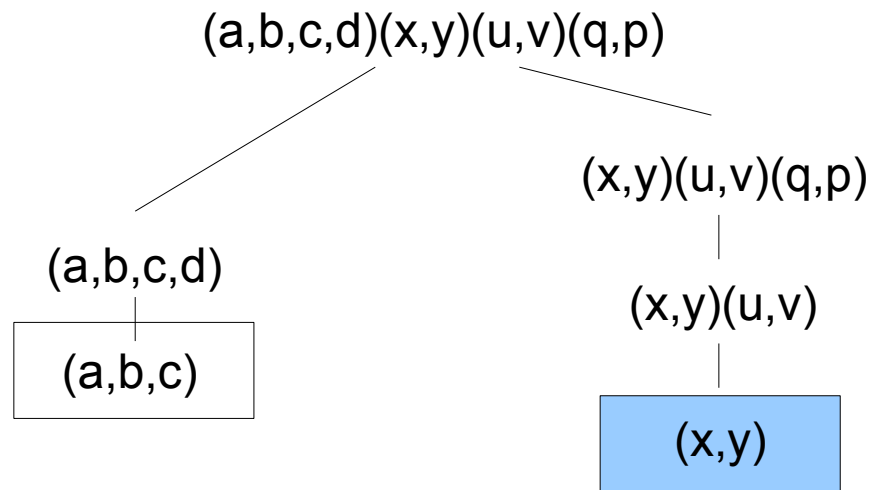 (a,b,c,d)(x,y)(u,v)(q,p)
(x,y)(u,v)(q,p)
(a,b,c,d)
(x,y)(u,v)
(a,b,c)
(x,y)